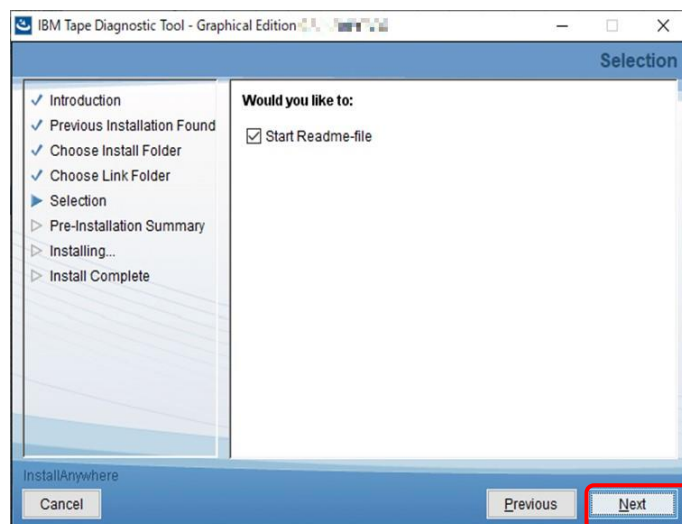 IBM Tape Diagnostic Tool - Graphical Edition
Selection
Introduction
Previous Installation Found
Choose Install Folder
Choose Link Folder
Selection
Pre-Installation Summary
Installing...
Install Complete
Would you like to:
Start Readme-file
InstallAnywhere
Cancel
Previous
Next